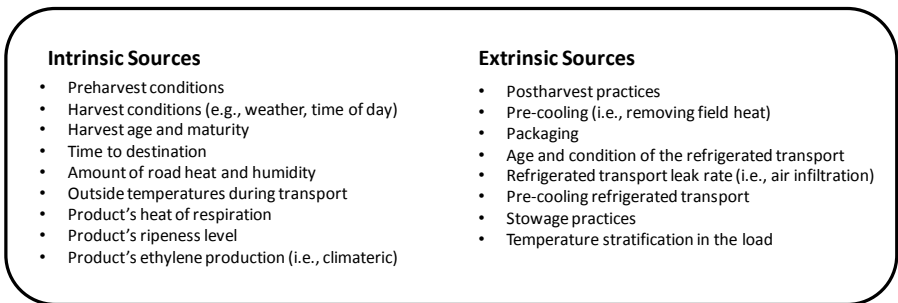 Intrinsic Sources
• Preharvest conditions
• Harvest conditions (e.g., weather, time of day)
• Harvest age and maturity
• Time to destination
• Amount of road heat and humidity
• Outside temperatures during transport
• Product's heat of respiration
• Product's ripeness level
• Product's ethylene production (i.e., climateric)
Extrinsic Sources
• Postharvest practices
• Pre-cooling (i.e., removing field heat)
• Packaging
• Age and condition of the refrigerated transport
• Refrigerated transport leak rate (i.e., air infiltration)
• Pre-cooling refrigerated transport
• Stowage practices
• Temperature stratification in the load